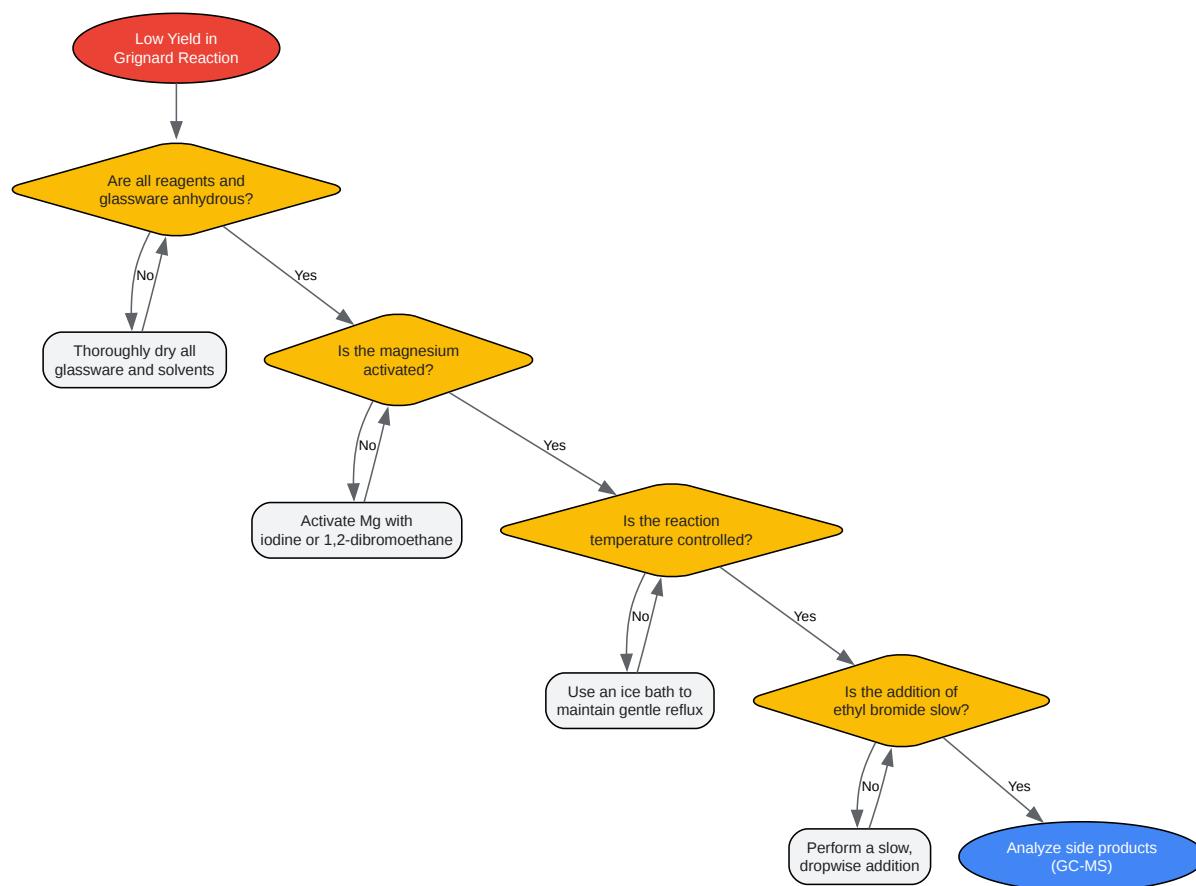 Low Yield in
Grignard Reaction
Are all reagents and
glassware anhydrous?
No
Yes
Thoroughly dry all
glassware and solvents
Is the magnesium
activated?
No
Yes
Activate Mg with
iodine or 1,2-dibromoethane
Is the reaction
temperature controlled?
No
Yes
Use an ice bath to
maintain gentle reflux
Is the addition of
ethyl bromide slow?
No
Yes
Perform a slow,
dropwise addition
Analyze side products
(GC-MS)